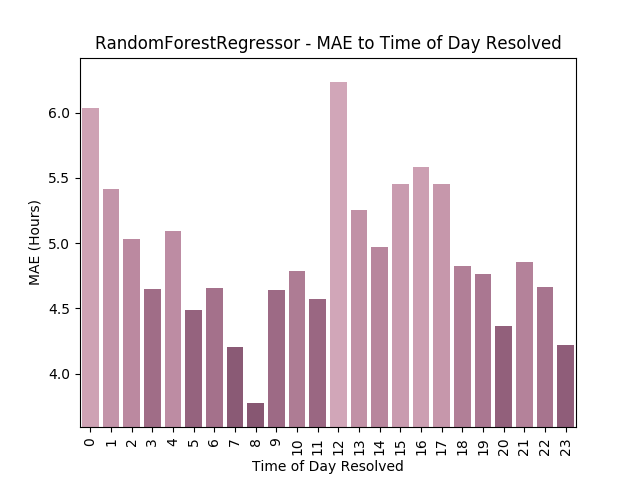 RandomForestRegressor - MAE to Time of Day Resolved
MAE (Hours)
6.0
5.5
5.0
4.5
4.0
0 1 2 3 4 5 6 7 8 9 10 11 12 13 14 15 16 17 18 19 20 21 22 23
Time of Day Resolved